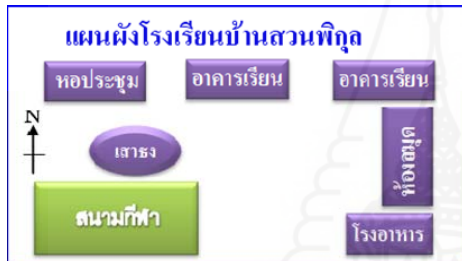 แผนผังโรงเรียนบ้านสวนพิกุล
หอประชุม อาคารเรียน อาคารเรียน
N
เสาธง
ห้องสมุด
สนามกีฬา
โรงอาหาร